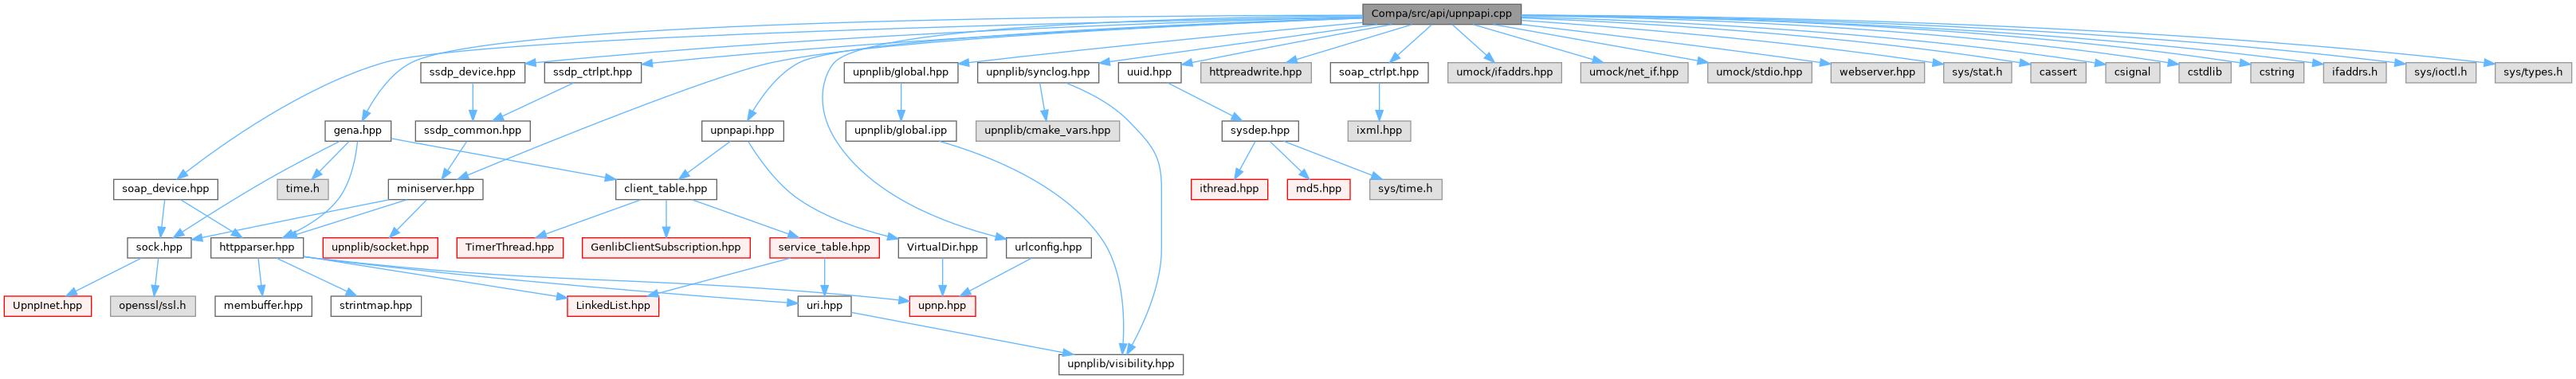 Compa/src/api/upnpapi.cpp
ssdp_device.hpp
ssdp_ctrlpt.hpp
upnplib/global.hpp
upnplib/synclog.hpp
uuid.hpp
httpreadwrite.hpp
soap_ctrlpt.hpp
umock/ifaddrs.hpp
umock/net_if.hpp
umock/stdio.hpp
webserver.hpp
sys/stat.h
cassert
csignal
cstdlib
cstring
ifaddrs.h
sys/ioctl.h
sys/types.h
gena.hpp
ssdp_common.hpp
upnpapi.hpp
upnplib/global.ipp
upnplib/cmake_vars.hpp
sysdep.hpp
ixml.hpp
soap_device.hpp
time.h
miniserver.hpp
client_table.hpp
ithread.hpp
md5.hpp
sys/time.h
sock.hpp
httpparser.hpp
upnplib/socket.hpp
TimerThread.hpp
GenlibClientSubscription.hpp
service_table.hpp
VirtualDir.hpp
urlconfig.hpp
UpnpInet.hpp
openssl/ssl.h
membuffer.hpp
strintmap.hpp
LinkedList.hpp
uri.hpp
upnp.hpp
upnplib/visibility.hpp